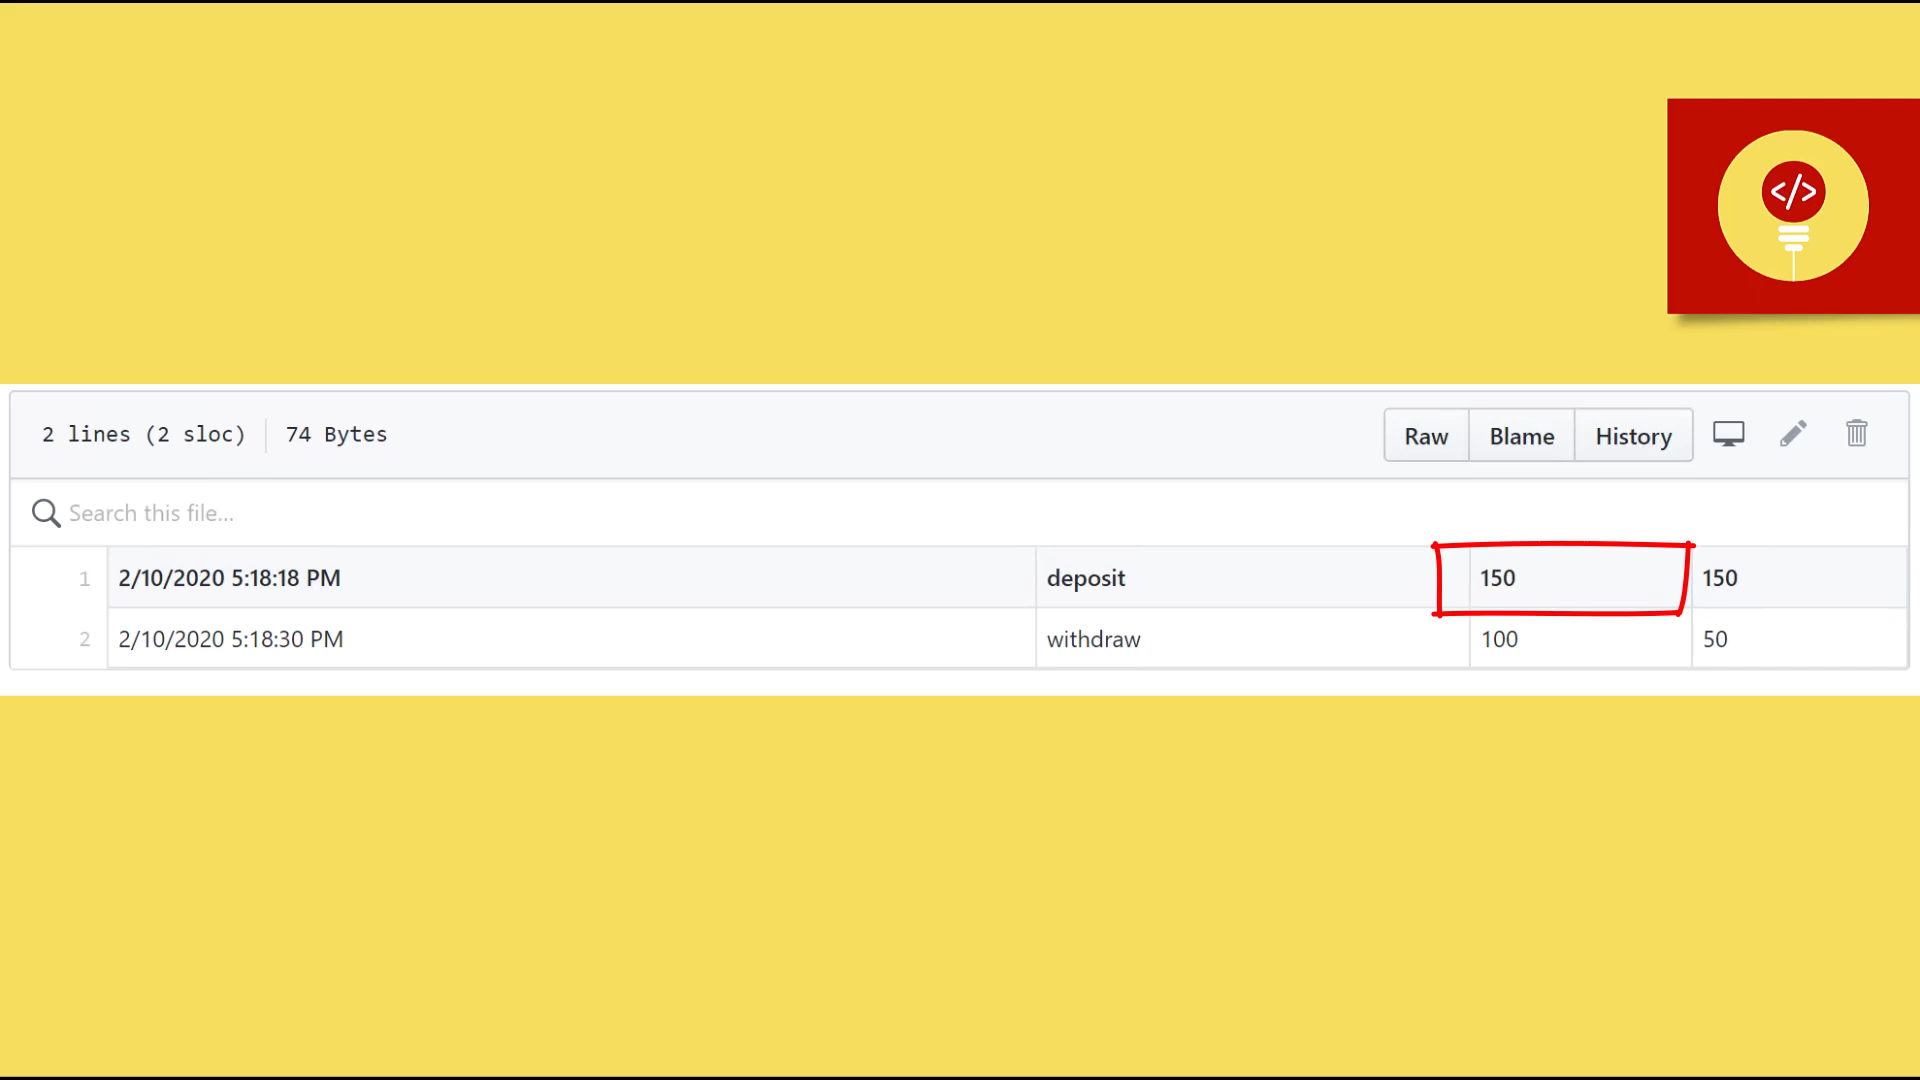 </>
2 lines (2 sloc) 74 Bytes Raw Blame History
Search this file...
1 2/10/2020 5:18:18 PM deposit 150 150
2 2/10/2020 5:18:30 PM withdraw 100 50